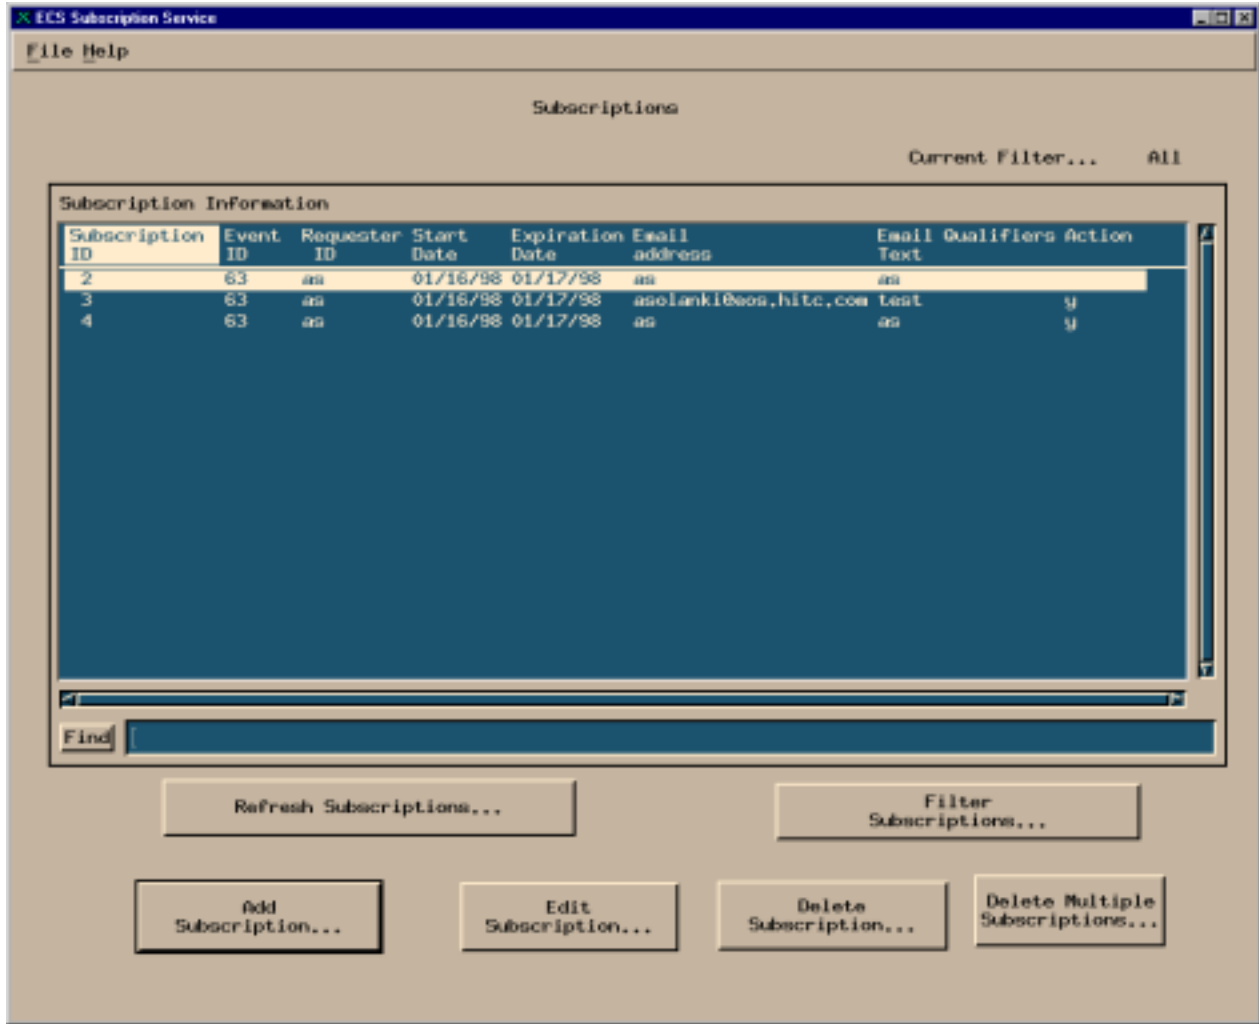 ECS Subscription Service
File Help
Subscriptions
Current Filter... All
Subscription Information
Subscription Event Requester Start Expiration Email Email Qualifiers Action
ID ID ID Date Date address Text
2 63 as 01/16/98 01/17/98 as as
3 63 as 01/16/98 01/17/98 asolanki@eos.hitc.com test y
4 63 as 01/16/98 01/17/98 as as y
Find
Refresh Subscriptions...
Filter
Subscriptions...
Add
Subscription...
Edit
Subscription...
Delete
Subscription...
Delete Multiple
Subscriptions...